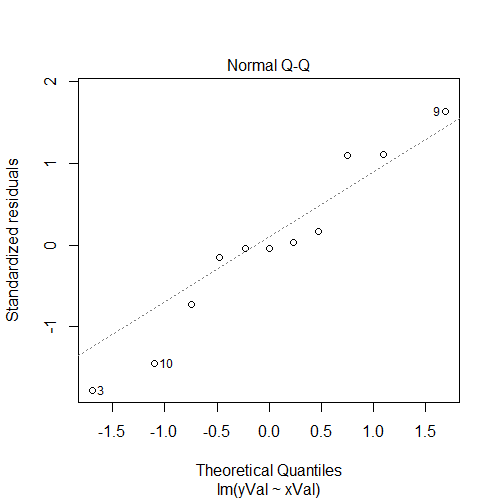 Normal Q-Q
Standardized residuals
2
1
0
-1
9
10
3
-1.5 -1.0 -0.5 0.0 0.5 1.0 1.5
Theoretical Quantiles
lm(yVal ~ xVal)